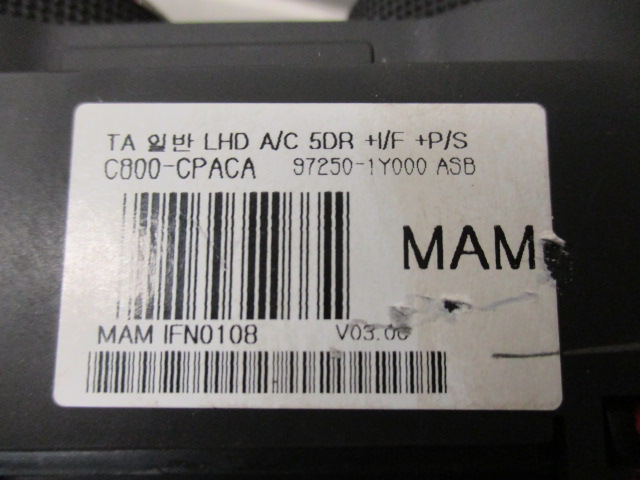 TA 일반 LHD A/C 5DR +I/F +P/S
C800-CPACA 97250-1Y000 ASB
MAM
MAM IFN0108 V03.00